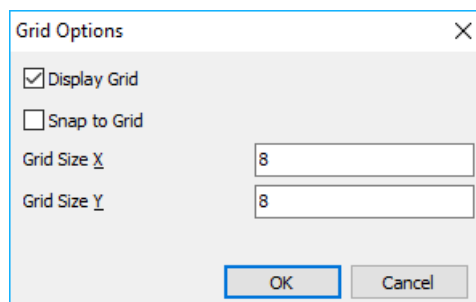 Grid Options
Display Grid
Snap to Grid
Grid Size X 8
Grid Size Y 8
OK Cancel